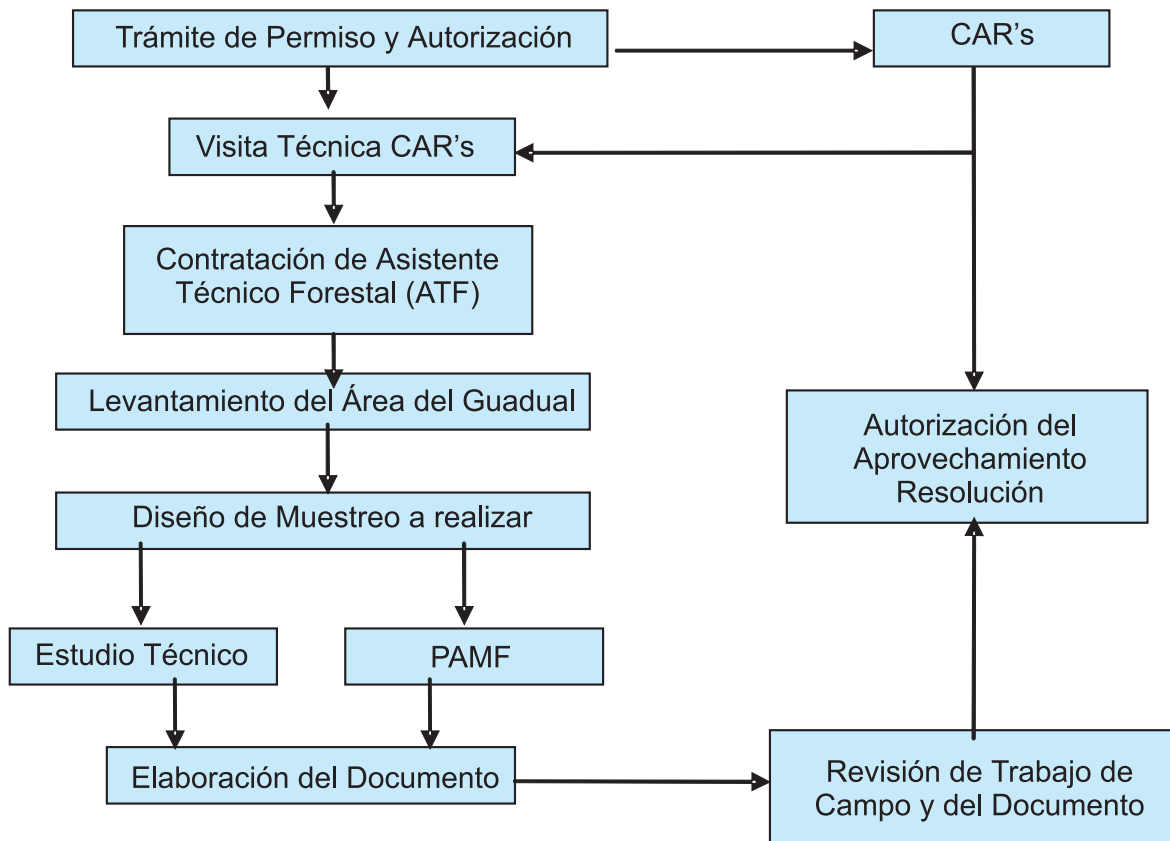 Trámite de Permiso y Autorización
CAR's
Visita Técnica CAR's
Contratación de Asistente
Técnico Forestal (ATF)
Levantamiento del Área del Guadual
Autorización del
Aprovechamiento
Resolución
Diseño de Muestreo a realizar
Estudio Técnico
PAMF
Elaboración del Documento
Revisión de Trabajo de
Campo y del Documento